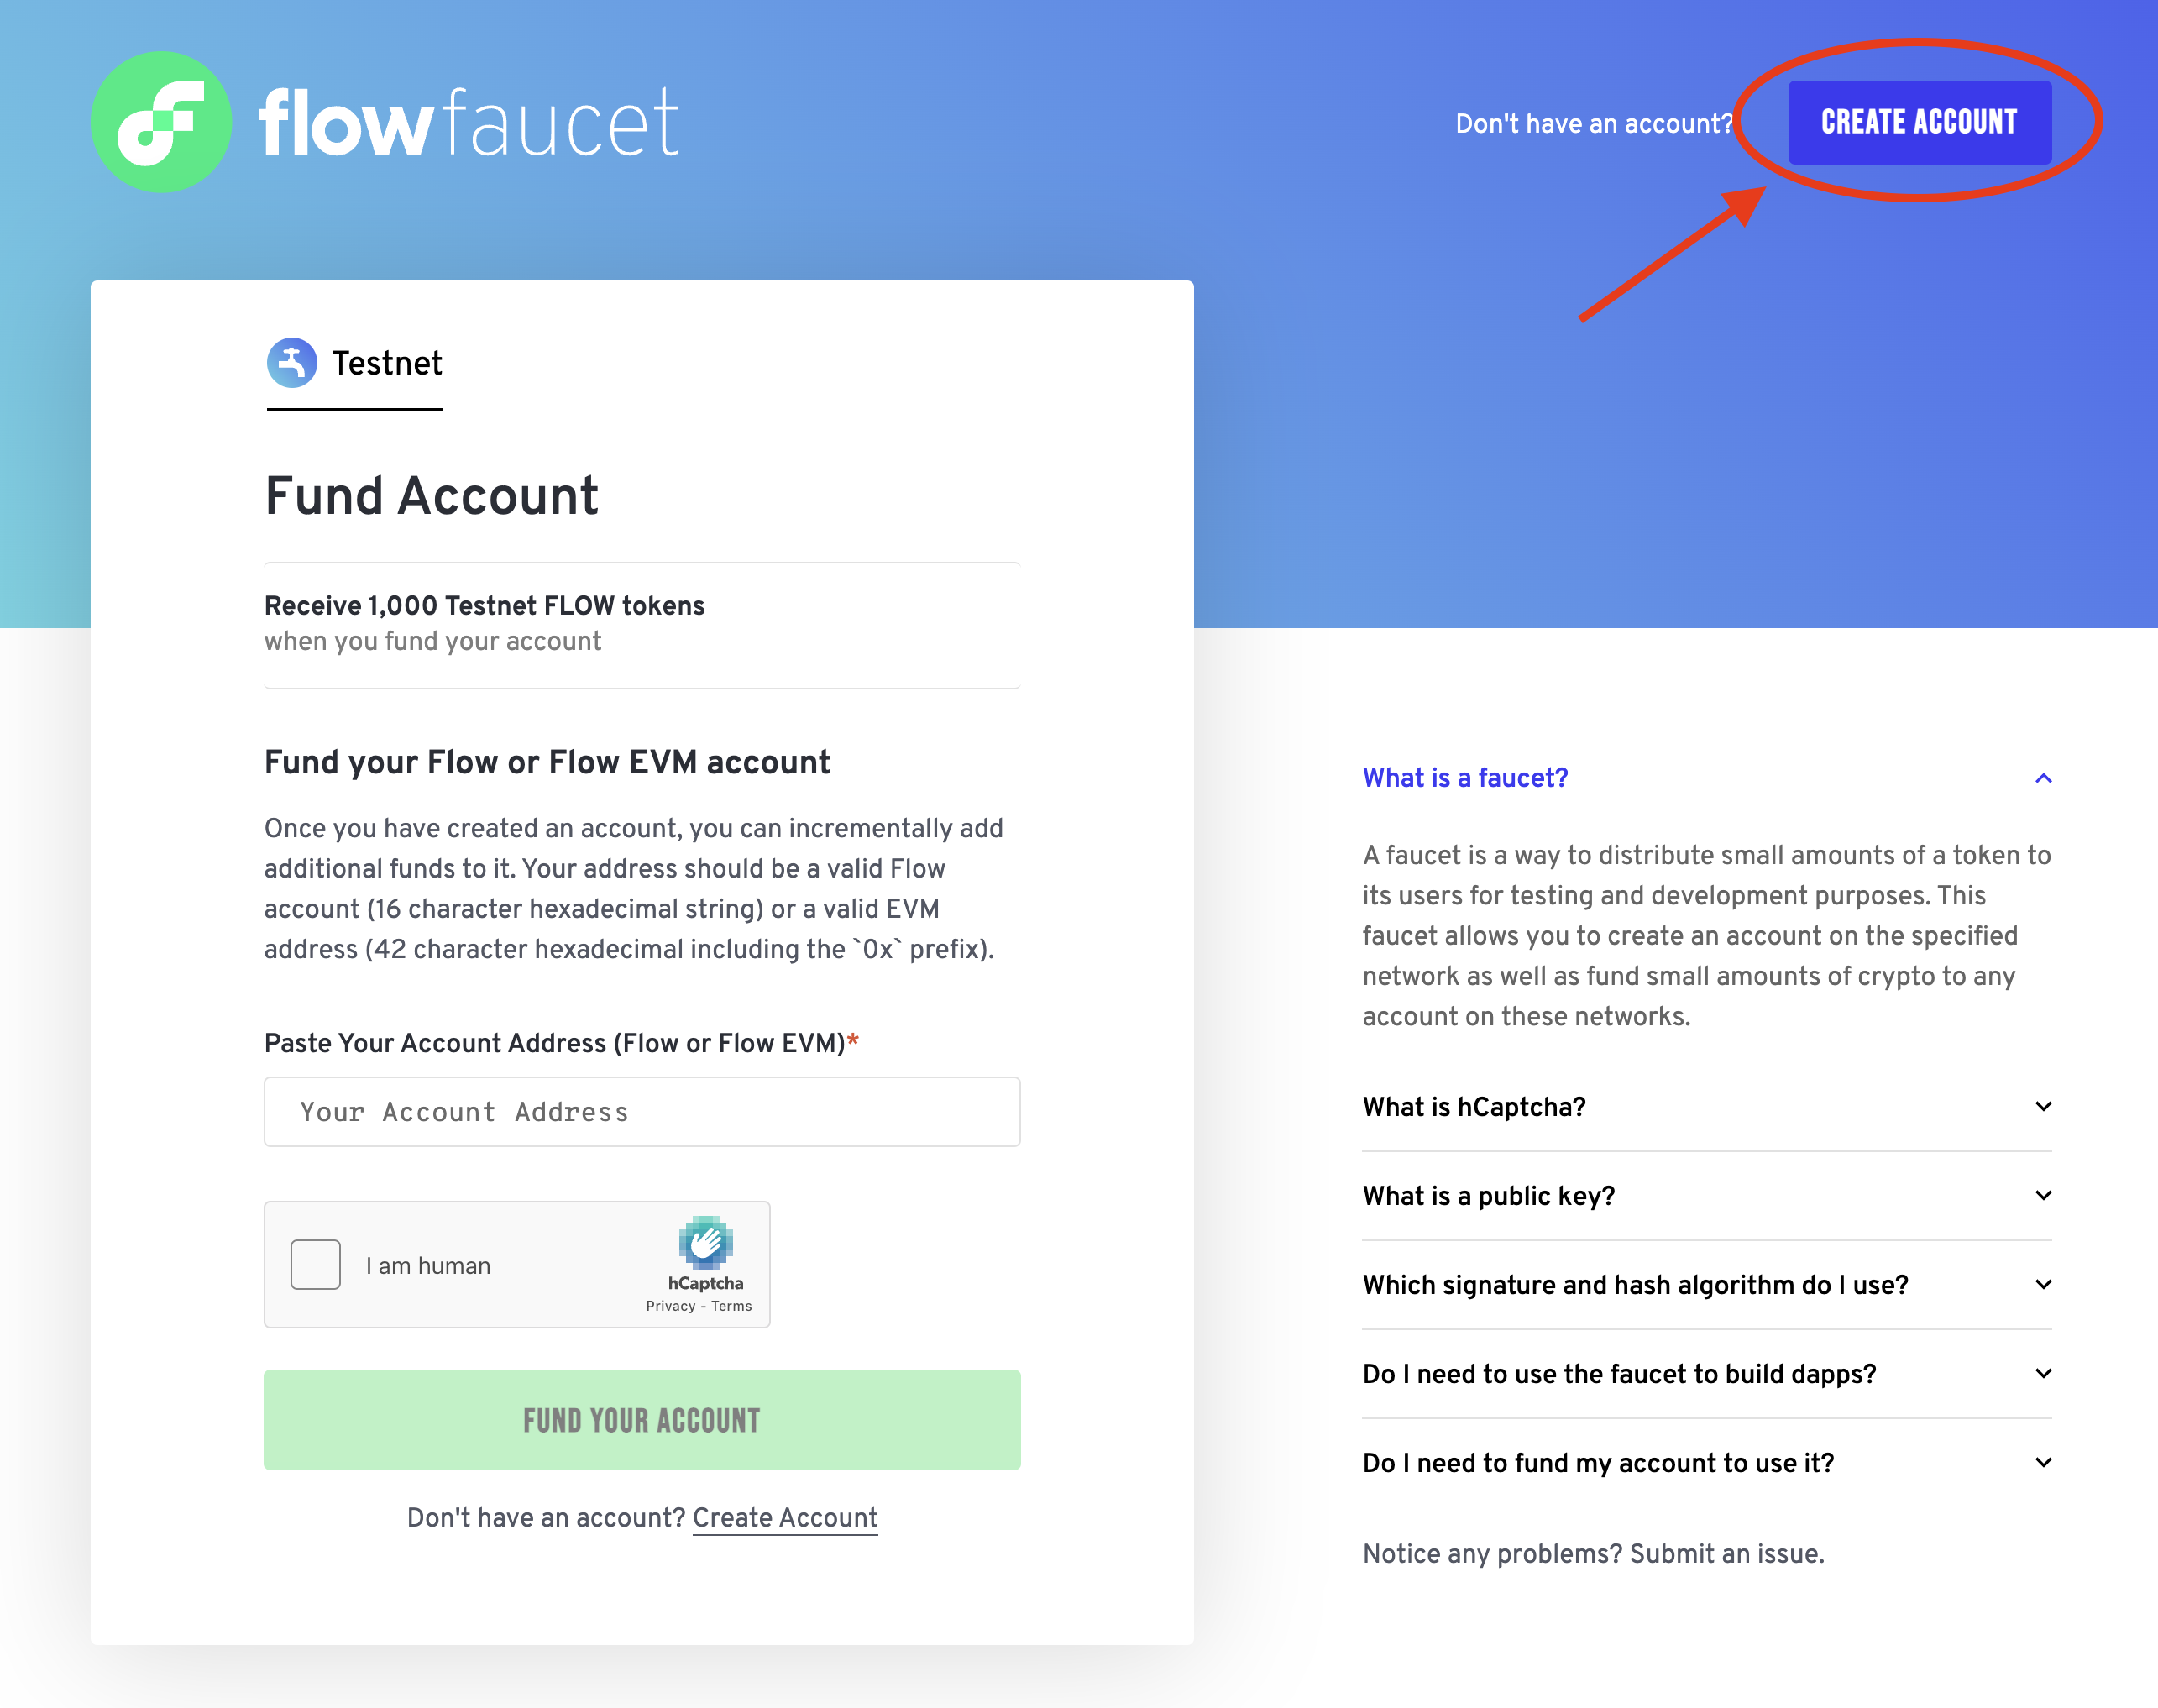 flowfaucet
Don't have an account?
CREATE ACCOUNT
Testnet
Fund Account
Receive 1,000 Testnet FLOW tokens
when you fund your account
Fund your Flow or Flow EVM account
Once you have created an account, you can incrementally add
additional funds to it. Your address should be a valid Flow
account (16 character hexadecimal string) or a valid EVM
address (42 character hexadecimal including the `0x` prefix).
Paste Your Account Address (Flow or Flow EVM)*
Your Account Address
I am human
hCaptcha
Privacy - Terms
FUND YOUR ACCOUNT
Don't have an account? Create Account
What is a faucet?
A faucet is a way to distribute small amounts of a token to
its users for testing and development purposes. This
faucet allows you to create an account on the specified
network as well as fund small amounts of crypto to any
account on these networks.
What is hCaptcha?
What is a public key?
Which signature and hash algorithm do I use?
Do I need to use the faucet to build dapps?
Do I need to fund my account to use it?
Notice any problems? Submit an issue.